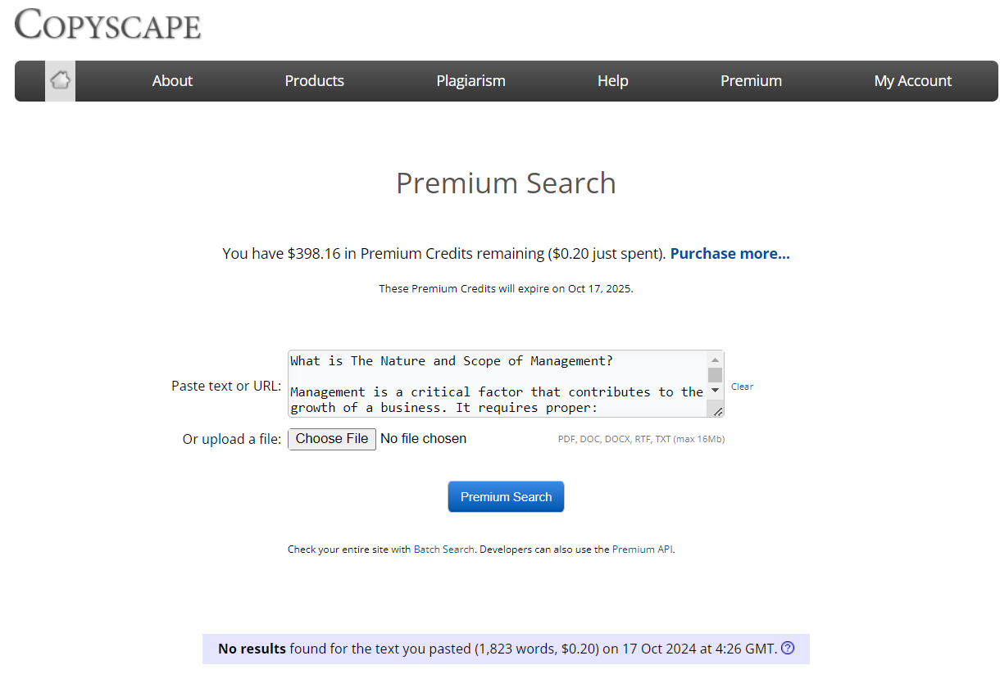 COPYSCAPE
About Products Plagiarism Help Premium My Account
Premium Search
You have $398.16 in Premium Credits remaining ($0.20 just spent). Purchase more...
These Premium Credits will expire on Oct 17, 2025.
Paste text or URL:
What is The Nature and Scope of Management?
Management is a critical factor that contributes to the
growth of a business. It requires proper:
Clear
Or upload a file: Choose File No file chosen PDF, DOC, DOCX, RTF, TXT (max 16Mb)
Premium Search
Check your entire site with Batch Search. Developers can also use the Premium API.
No results found for the text you pasted (1,823 words, $0.20) on 17 Oct 2024 at 4:26 GMT. ?